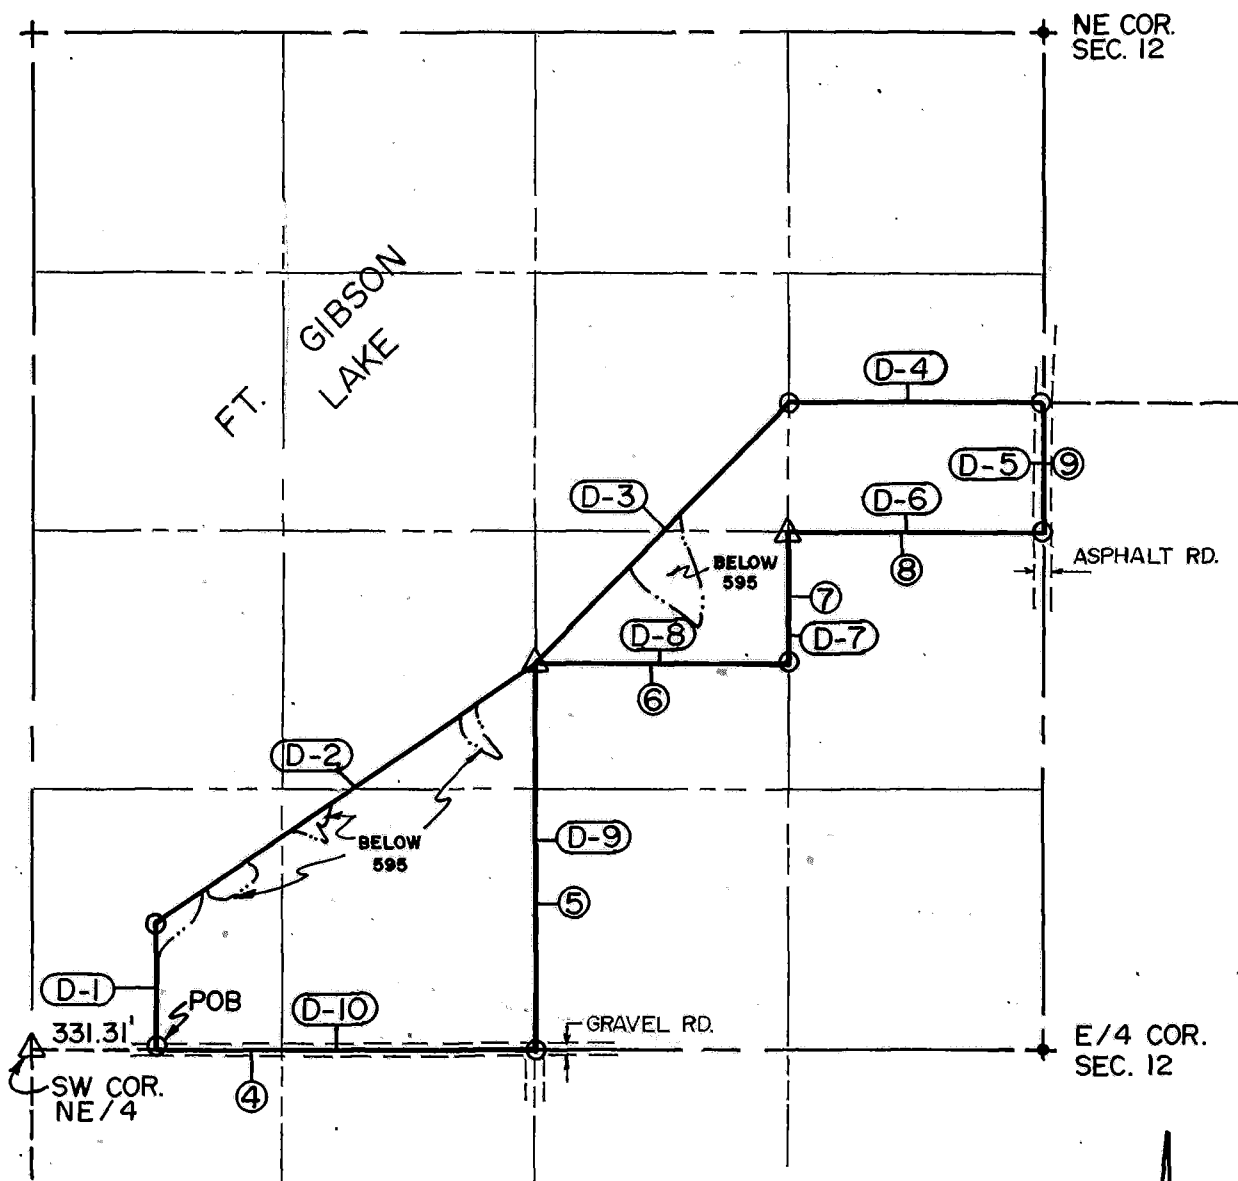 NE COR.
SEC. 12
FT. GIBSON
LAKE
D-4
D-5
9
D-3
D-6
ASPHALT RD.
BELOW
595
8
7
D-8
D-7
6
D-2
BELOW
595
D-9
5
D-1
POB
D-10
331.31'
GRAVEL RD.
E/4 COR.
SEC. 12
SW COR.
NE/4
4